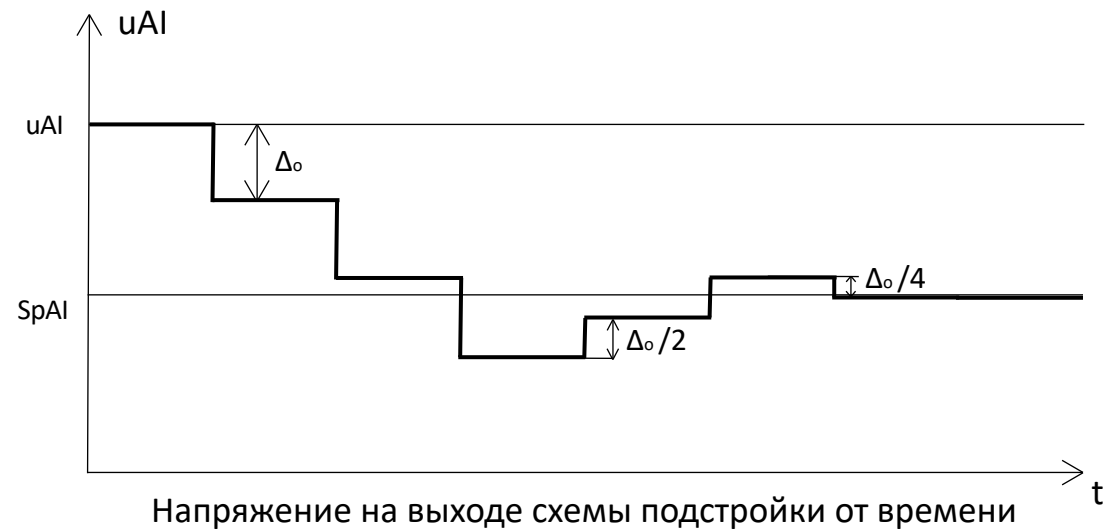 uAI
uAI
Δₒ
SpAI
Δₒ/4
Δₒ/2
t
Напряжение на выходе схемы подстройки от времени